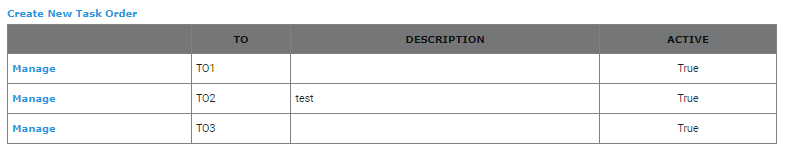 Create New Task Order
TO DESCRIPTION ACTIVE
Manage TO1 True
Manage TO2 test True
Manage TO3 True